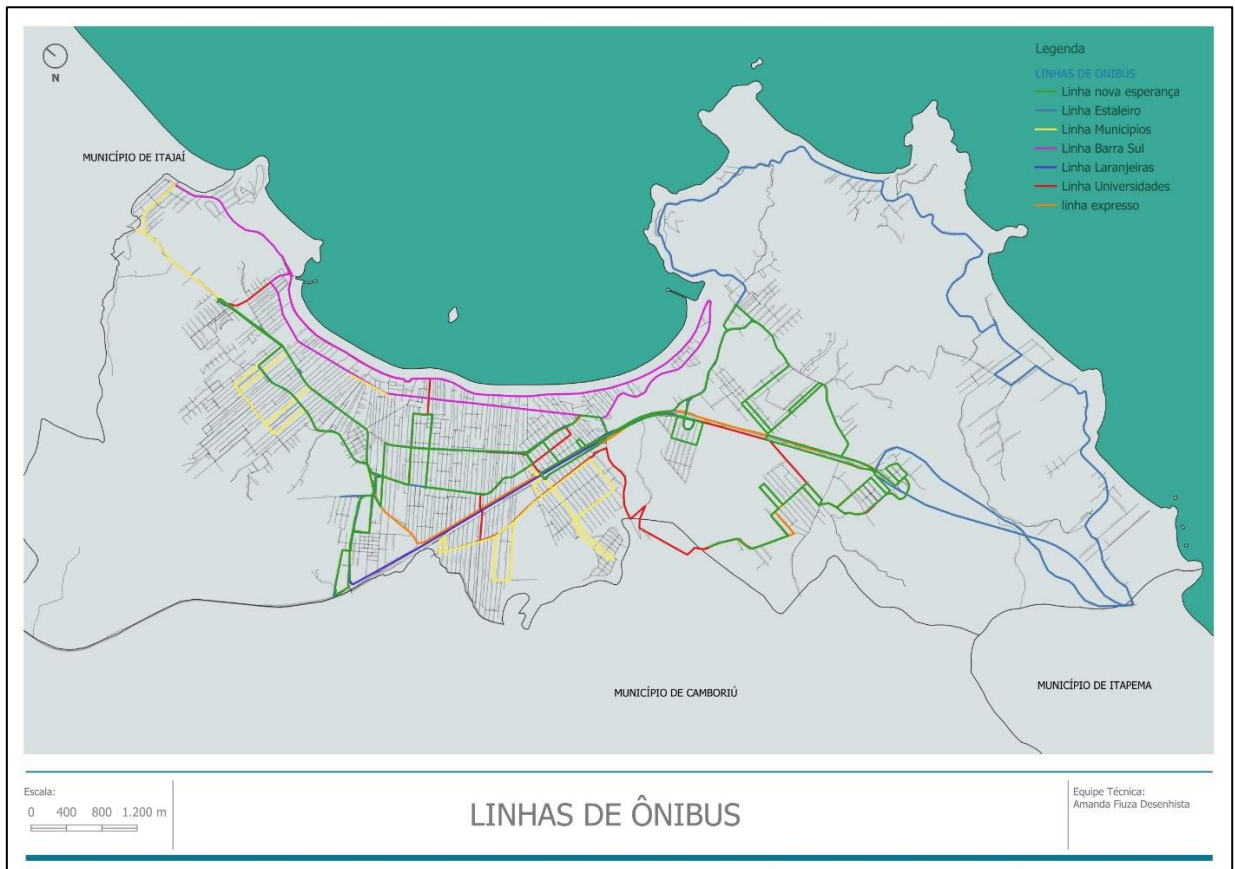 N
MUNICÍPIO DE ITAJAÍ
Legenda
LINHAS DE ONIBUS
Linha nova esperança
Linha Estaleiro
Linha Municipios
Linha Barra Sul
Linha Laranjeiras
Linha Universidades
linha expresso
MUNICÍPIO DE CAMBORIÚ
MUNICÍPIO DE ITAPEMA
Escala:
0 400 800 1.200 m
LINHAS DE ÔNIBUS
Equipe Técnica:
Amanda Fiuza Desenhista